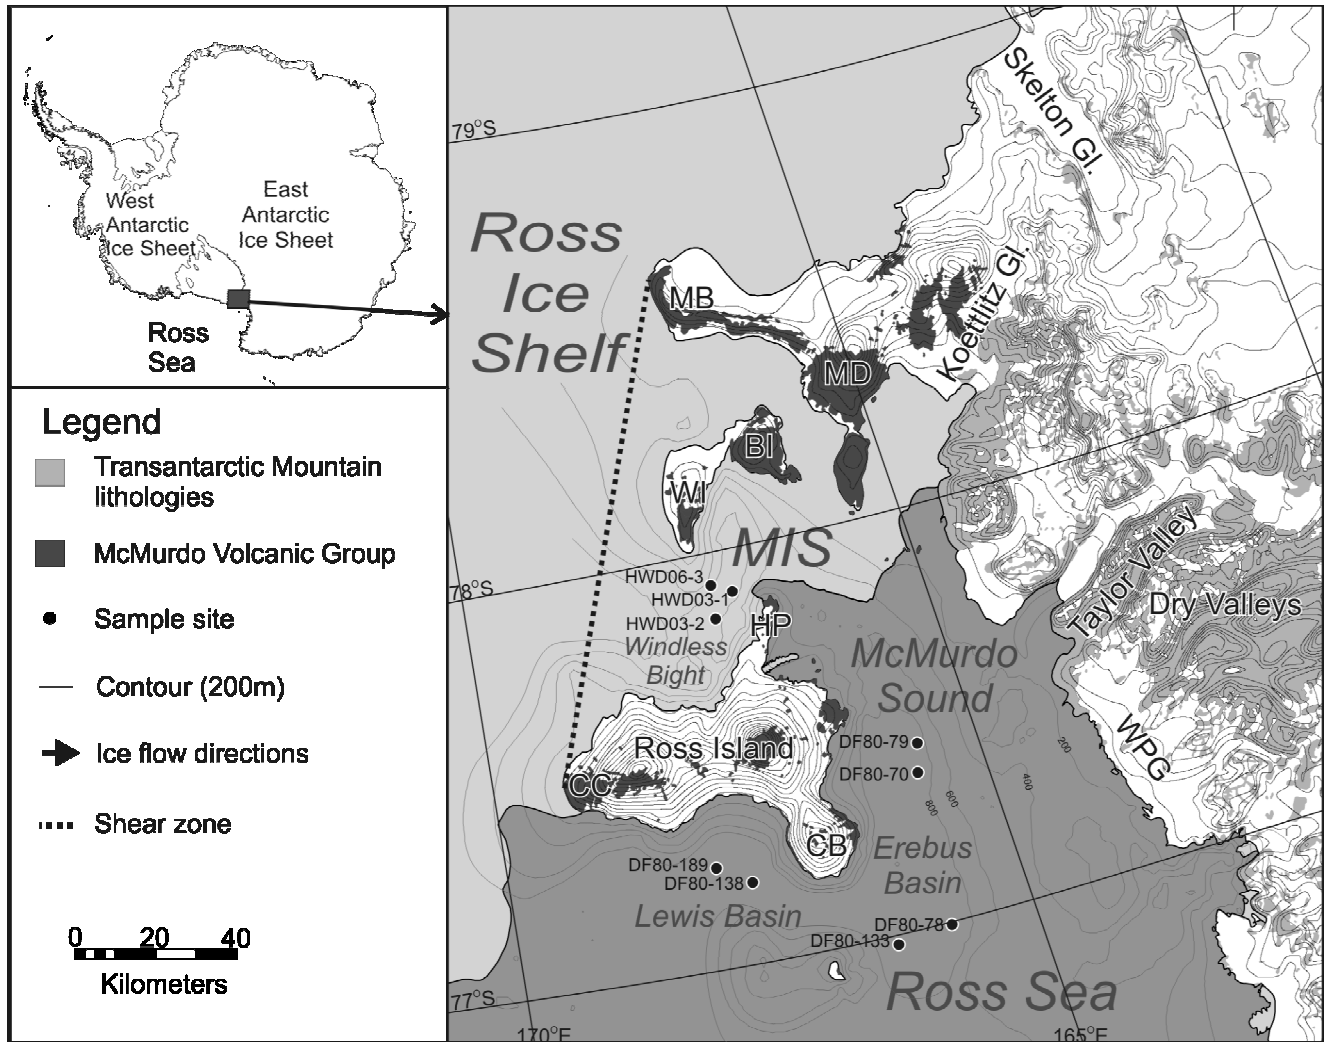 West
Antarctic
Ice Sheet
East
Antarctic
Ice Sheet
Ross
Sea
Legend
Transantarctic Mountain
lithologies
McMurdo Volcanic Group
Sample site
Contour (200m)
Ice flow directions
Shear zone
0 20 40
Kilometers
79°S
Skelton Gl.
Ross
Ice
Shelf
MB
Koettlitz Gl.
MD
BI
WI
MIS
78°S
HWD06-3
HWD03-1
HWD03-2
HP
Windless
Bight
Taylor Valley
Dry Valleys
McMurdo
Sound
WPG
Ross Island
DF80-79
DF80-70
200
400
600
800
CC
CB
Erebus
Basin
DF80-189
DF80-138
Lewis Basin
DF80-78
DF80-133
Ross Sea
77°S
170°E
165°E